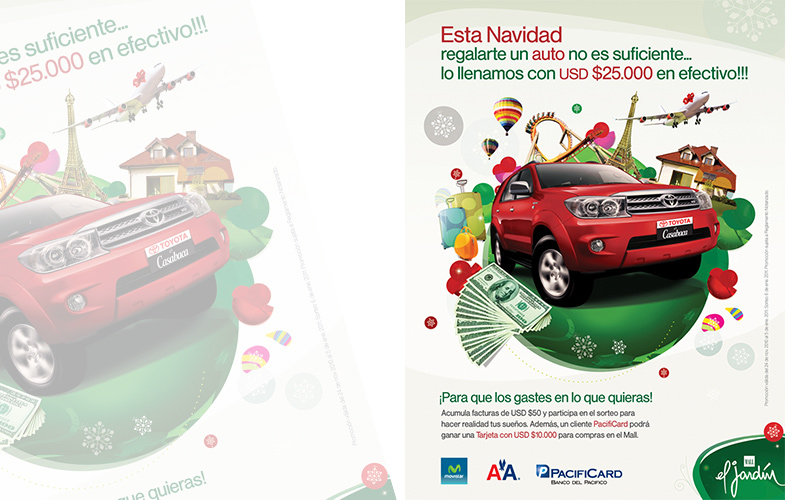 es suficiente...
$25.000 en efectivo!!!
TOYOTA
Casabaca
que quieras!
Esta Navidad
regalarte un auto no es suficiente...
lo llenamos con USD $25.000 en efectivo!!!
TOYOTA
Casabaca
¡Para que los gastes en lo que quieras!
Acumula facturas de USD $50 y participa en el sorteo para
hacer realidad tus sueños. Además, un cliente PacifiCard podrá
ganar una Tarjeta con USD $10.000 para compras en el Mall.
movistar
AA
PACIFICARD
BANCO DEL PACÍFICO
MALL
el Jardín